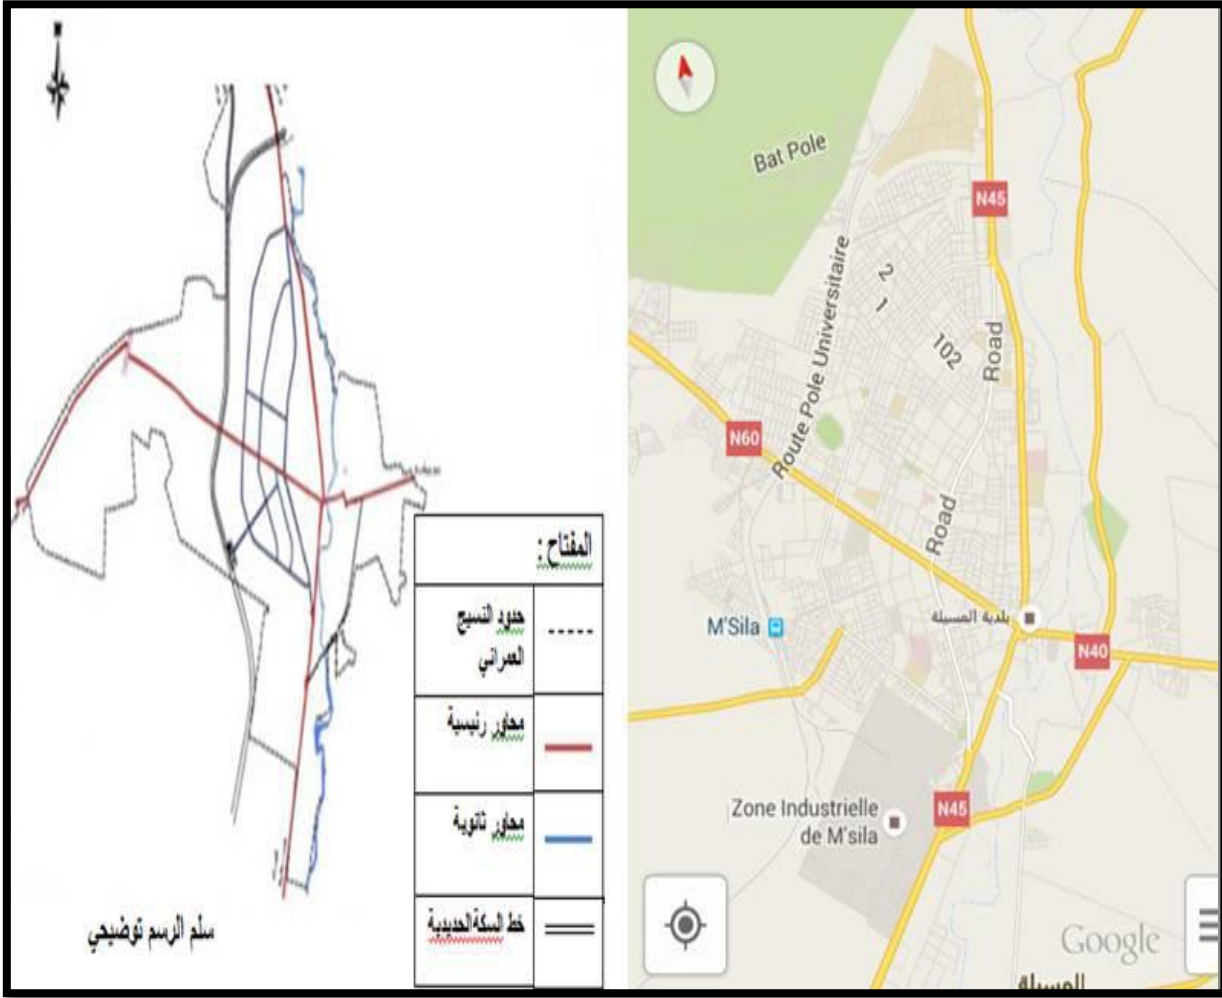 المفتاح :
حدود النسيج
العمراني
محاور رئيسية
محاور ثانوية
خط السكة الحديدية
سلم الرسم توضيحي
Bat Pole
N45
Route Pole Universitaire
2
1
102
Road
N60
Road
M'Sila
بلدية المسيلة
N40
Zone Industrielle
de M'sila
N45
Google
المسيلة